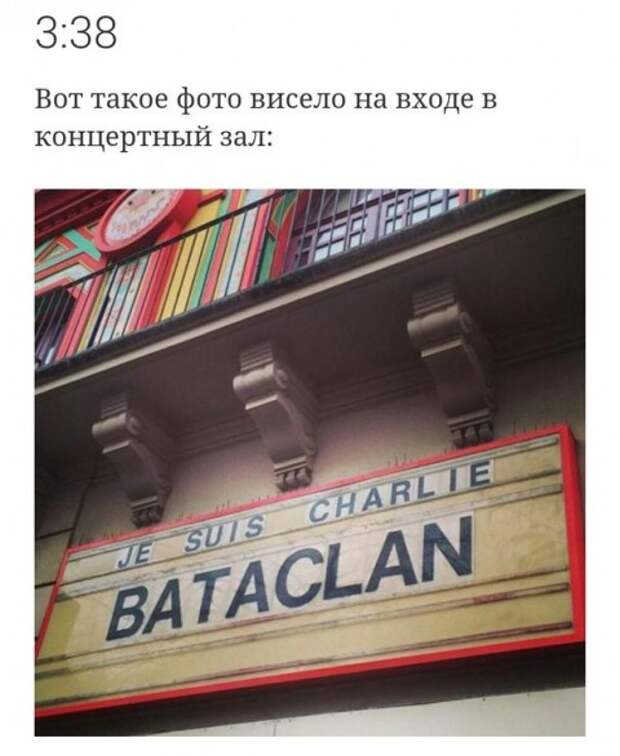 3:38
Вот такое фото висело на входе в
концертный зал:
JE SUIS CHARLIE
BATACLAN